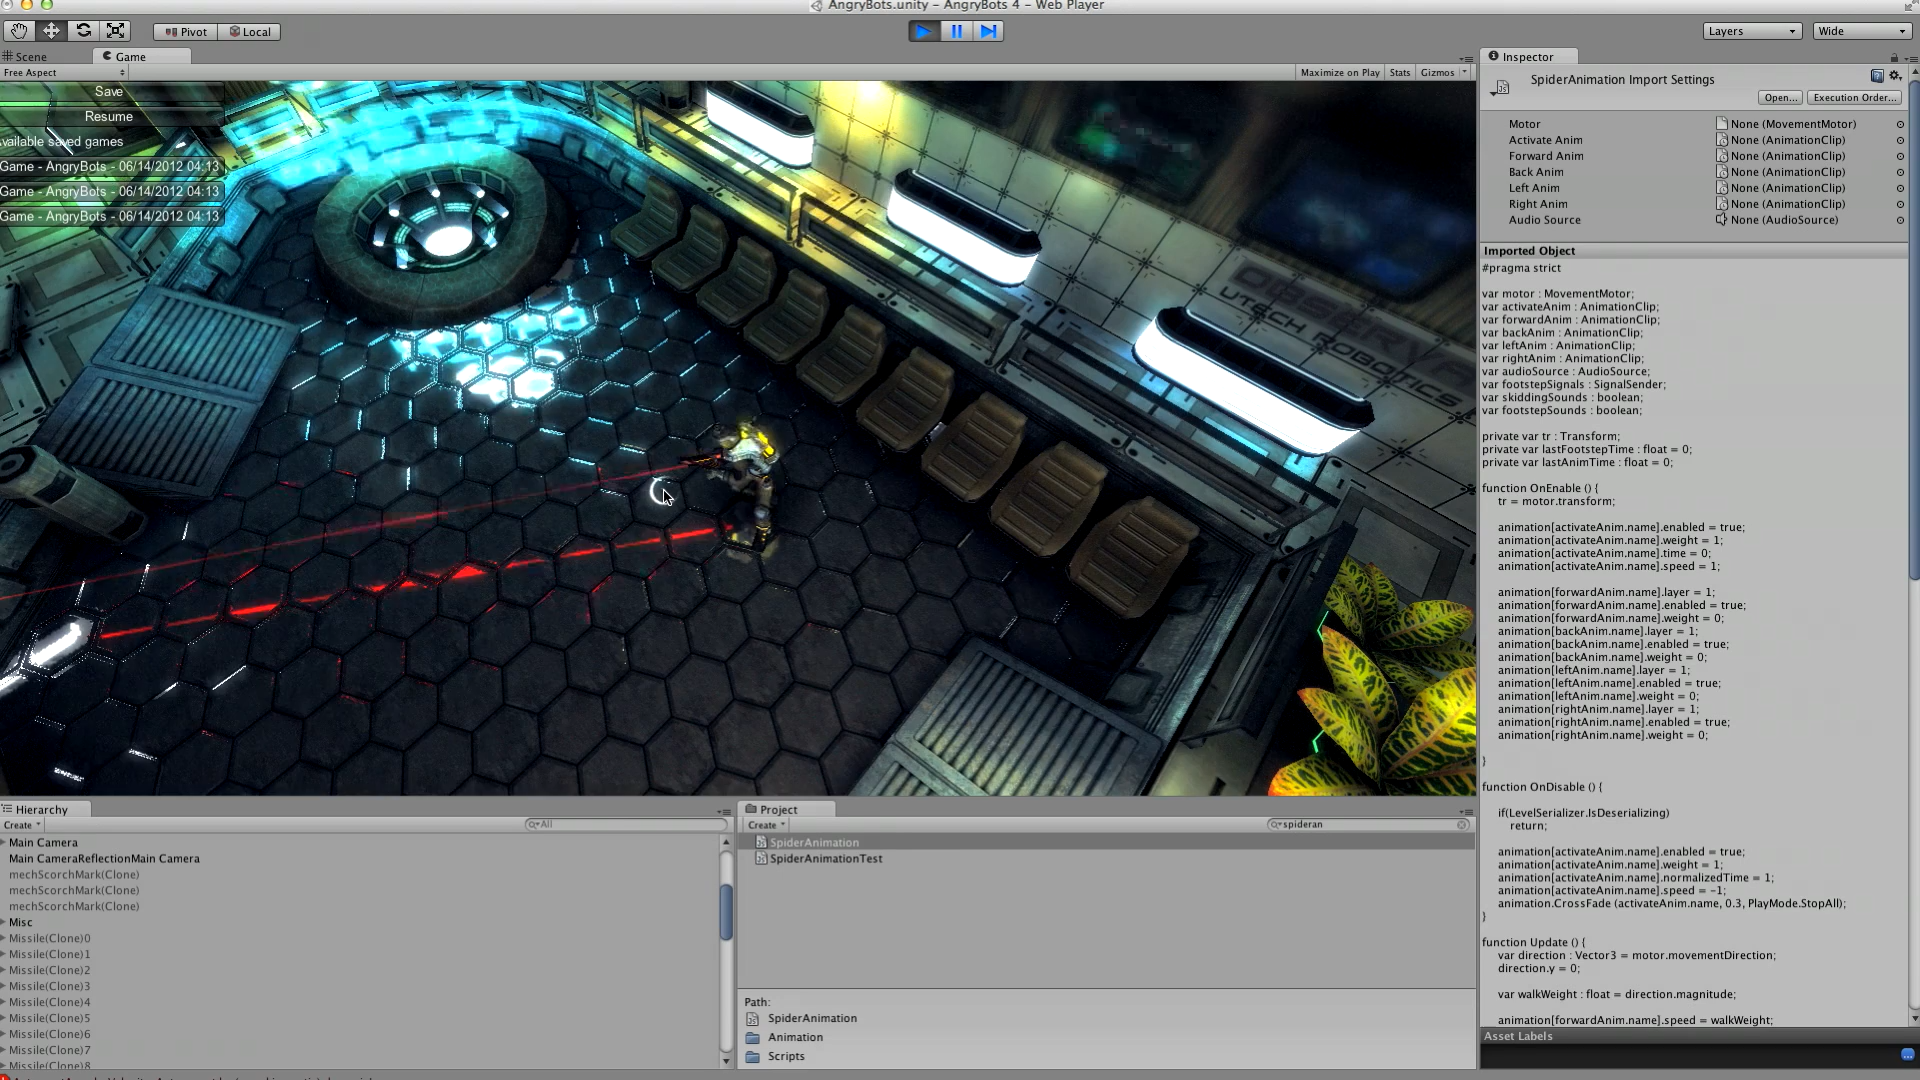 AngryBots.unity – AngryBots 4 – Web Player
Pivot
Local
Layers
Wide
Scene
Game
Free Aspect
Maximize on Play
Stats
Gizmos
Save
Resume
vailable saved games
Game - AngryBots - 06/14/2012 04:13
Game - AngryBots - 06/14/2012 04:13
Game - AngryBots - 06/14/2012 04:13
UTECH ROBOTICS
Hierarchy
Create
All
Main Camera
Main CameraReflectionMain Camera
mechScorchMark(Clone)
mechScorchMark(Clone)
mechScorchMark(Clone)
Misc
Missile(Clone)0
Missile(Clone)1
Missile(Clone)2
Missile(Clone)3
Missile(Clone)4
Missile(Clone)5
Missile(Clone)6
Missile(Clone)7
Missile(Clone)8
Project
Create
spideran
SpiderAnimation
SpiderAnimationTest
Path:
SpiderAnimation
Animation
Scripts
Inspector
SpiderAnimation Import Settings
Open...
Execution Order...
Motor None (MovementMotor)
Activate Anim None (AnimationClip)
Forward Anim None (AnimationClip)
Back Anim None (AnimationClip)
Left Anim None (AnimationClip)
Right Anim None (AnimationClip)
Audio Source None (AudioSource)
Imported Object
#pragma strict
var motor : MovementMotor;
var activateAnim : AnimationClip;
var forwardAnim : AnimationClip;
var backAnim : AnimationClip;
var leftAnim : AnimationClip;
var rightAnim : AnimationClip;
var audioSource : AudioSource;
var footstepSignals : SignalSender;
var skiddingSounds : boolean;
var footstepSounds : boolean;
private var tr : Transform;
private var lastFootstepTime : float = 0;
private var lastAnimTime : float = 0;
function OnEnable () {
tr = motor.transform;
animation[activateAnim.name].enabled = true;
animation[activateAnim.name].weight = 1;
animation[activateAnim.name].time = 0;
animation[activateAnim.name].speed = 1;
animation[forwardAnim.name].layer = 1;
animation[forwardAnim.name].enabled = true;
animation[forwardAnim.name].weight = 0;
animation[backAnim.name].layer = 1;
animation[backAnim.name].enabled = true;
animation[backAnim.name].weight = 0;
animation[leftAnim.name].layer = 1;
animation[leftAnim.name].enabled = true;
animation[leftAnim.name].weight = 0;
animation[rightAnim.name].layer = 1;
animation[rightAnim.name].enabled = true;
animation[rightAnim.name].weight = 0;
}
function OnDisable () {
if(LevelSerializer.IsDeserializing)
return;
animation[activateAnim.name].enabled = true;
animation[activateAnim.name].weight = 1;
animation[activateAnim.name].normalizedTime = 1;
animation[activateAnim.name].speed = -1;
animation.CrossFade (activateAnim.name, 0.3, PlayMode.StopAll);
}
function Update () {
var direction : Vector3 = motor.movementDirection;
direction.y = 0;
var walkWeight : float = direction.magnitude;
animation[forwardAnim.name].speed = walkWeight;
Asset Labels